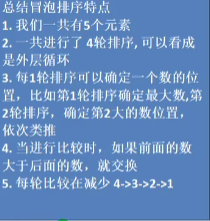 总结冒泡排序特点
1. 我们一共有5个元素
2. 一共进行了 4轮排序, 可以看成
是外层循环
3. 每1轮排序可以确定一个数的位
置, 比如第1轮排序确定最大数,第
2轮排序, 确定第2大的数位置,
依次类推
4. 当进行比较时, 如果前面的数
大于后面的数, 就交换
5. 每轮比较在减少 4->3->2->1